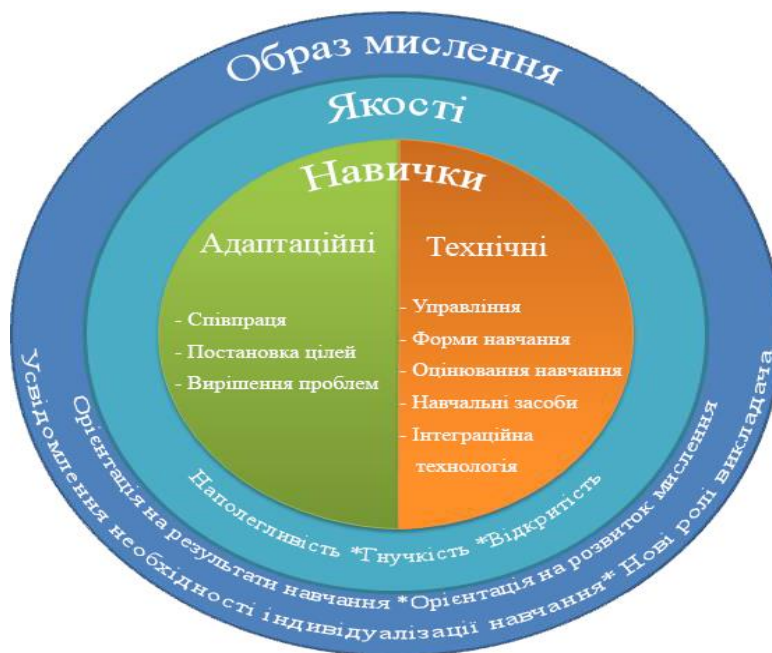 Образ мислення
Якості
Навички
Адаптаційні
- Співпраця
- Постановка цілей
- Вирішення проблем
Технічні
- Управління
- Форми навчання
- Оцінювання навчання
- Навчальні засоби
- Інтеграційна
технологія
Наполегливість *Гнучкість *Відкритість
Орієнтація на результати навчання *Орієнтація на розвиток мислення
Усвідомлення необхідності індивідуалізації навчання* Нові ролі викладача